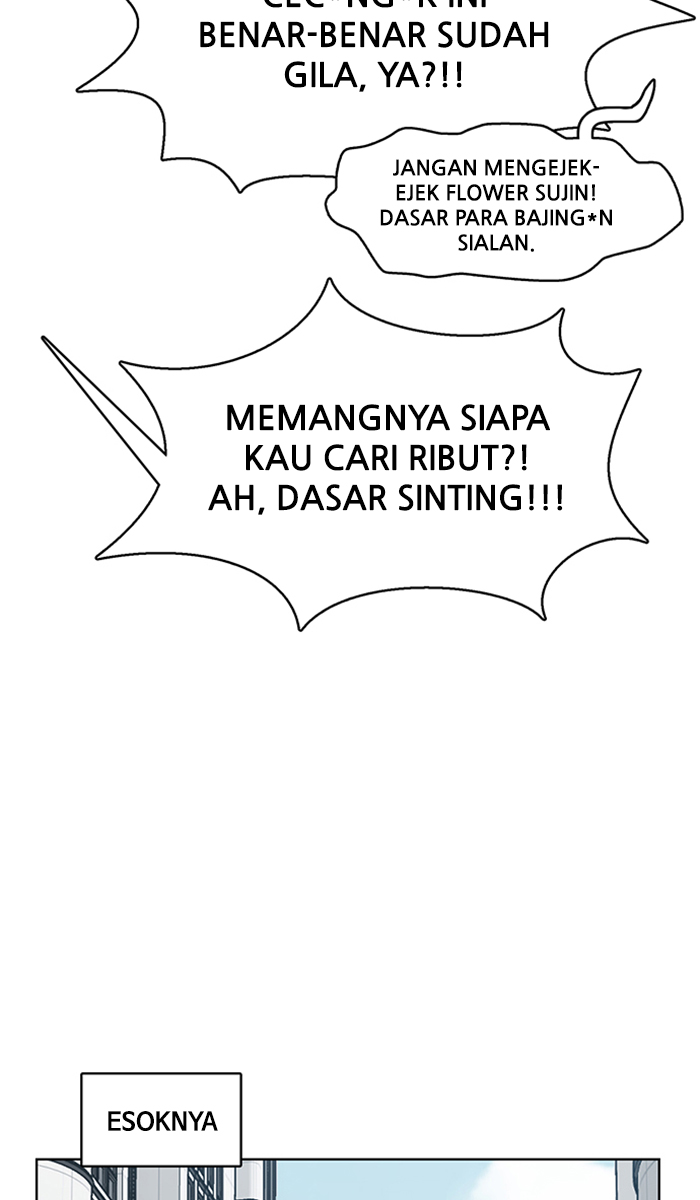 INI
BENAR-BENAR SUDAH
GILA, YA?!!
JANGAN MENGEJEK-
EJEK FLOWER SUJIN!
DASAR PARA BAJING*N
SIALAN.
MEMANGNYA SIAPA
KAU CARI RIBUT?!
AH, DASAR SINTING!!!
ESOKNYA